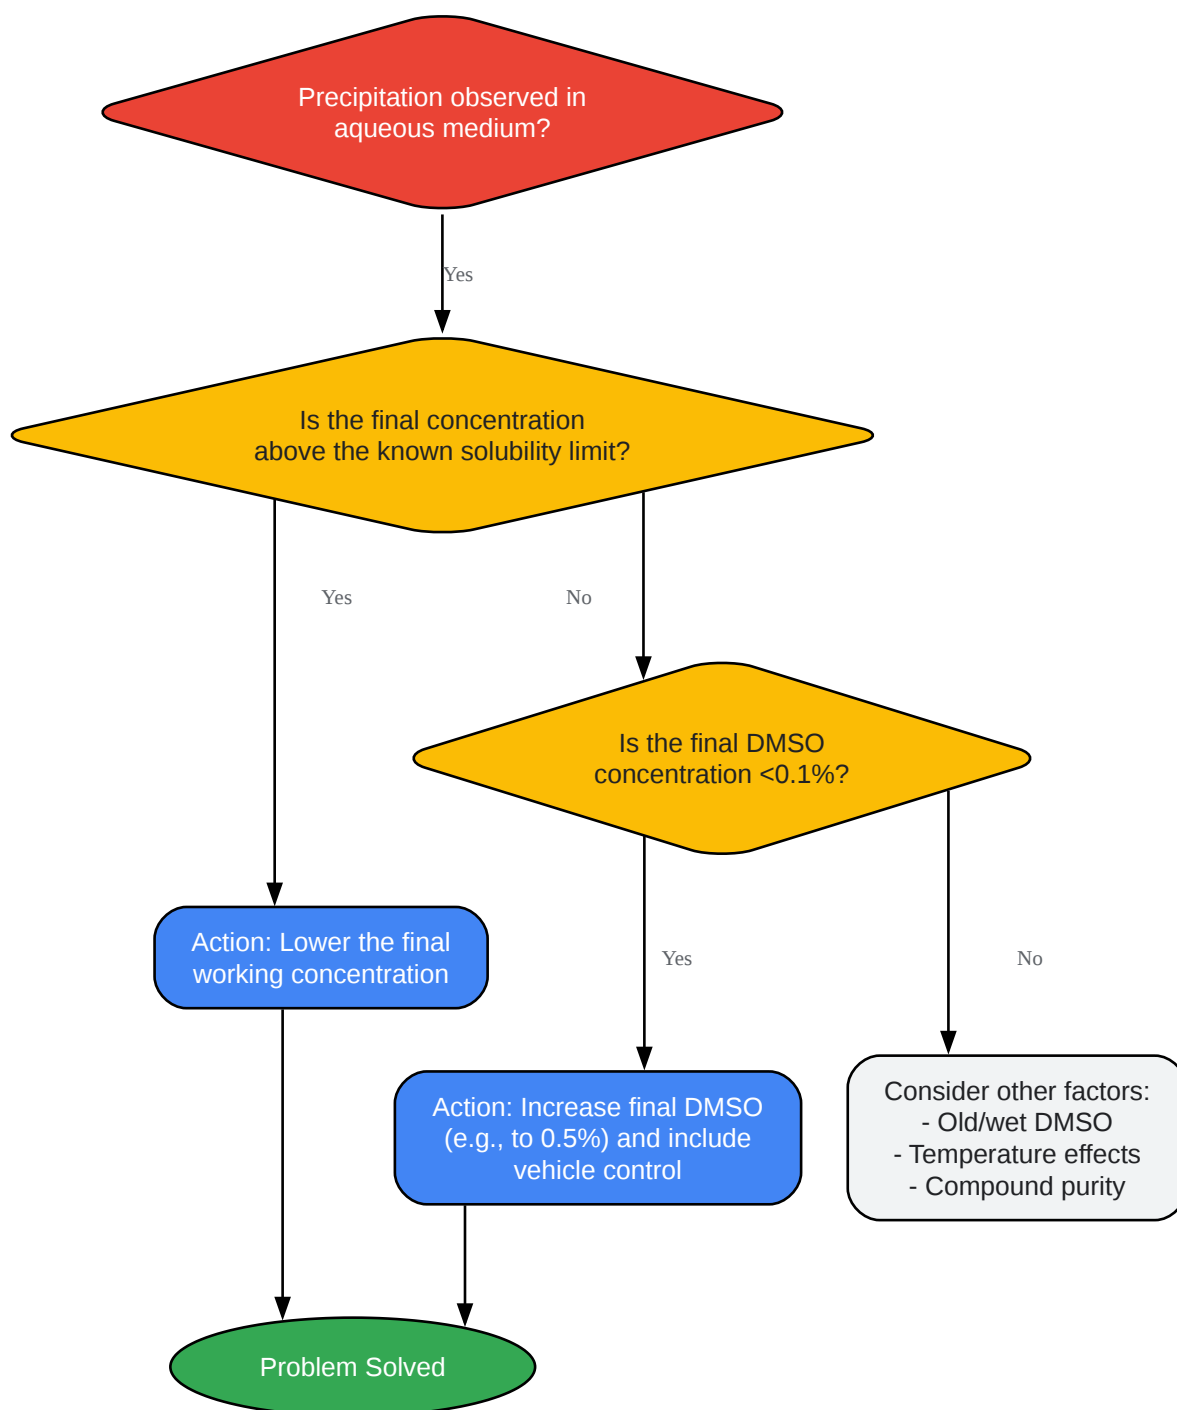 Precipitation observed in
aqueous medium?
Yes
Is the final concentration
above the known solubility limit?
Yes
No
Is the final DMSO
concentration <0.1%?
Action: Lower the final
working concentration
Yes
No
Action: Increase final DMSO
(e.g., to 0.5%) and include
vehicle control
Consider other factors:
- Old/wet DMSO
- Temperature effects
- Compound purity
Problem Solved